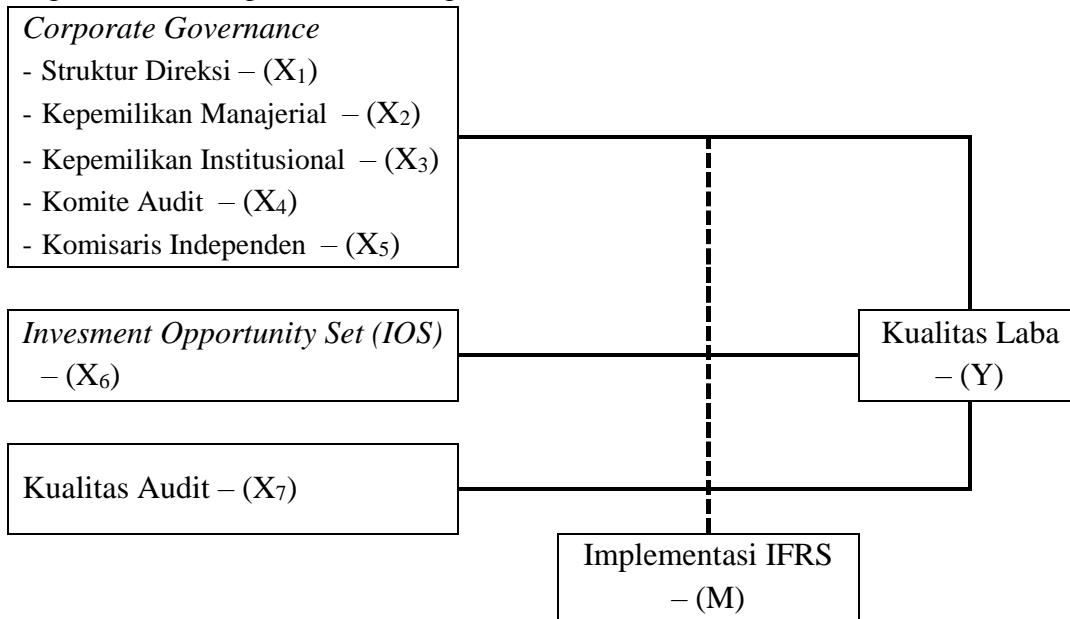 Corporate Governance
- Struktur Direksi – (X1)
- Kepemilikan Manajerial – (X2)
- Kepemilikan Institusional – (X3)
- Komite Audit – (X4)
- Komisaris Independen – (X5)
Invesment Opportunity Set (IOS)
– (X6)
Kualitas Laba
– (Y)
Kualitas Audit – (X7)
Implementasi IFRS
– (M)